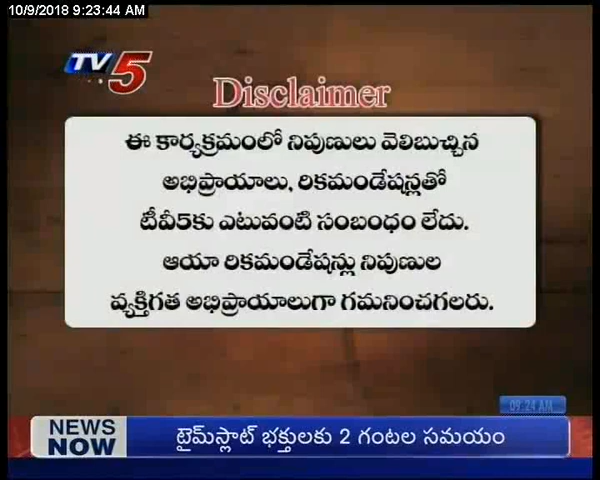 10/9/2018 9:23:44 AM
TV5
Disclaimer
ఈ కార్యక్రమంలో నిపుణులు వెలిబుచ్చిన
అభిప్రాయాలు, రికమండేషన్లతో
టీవీ5కు ఎటువంటి సంబంధం లేదు.
ఆయా రికమండేషన్లు నిపుణుల
వ్యక్తిగత అభిప్రాయాలుగా గమనించగలరు.
09:24 AM
NEWS NOW
టైమ్‌స్లాట్ భక్తులకు 2 గంటల సమయం